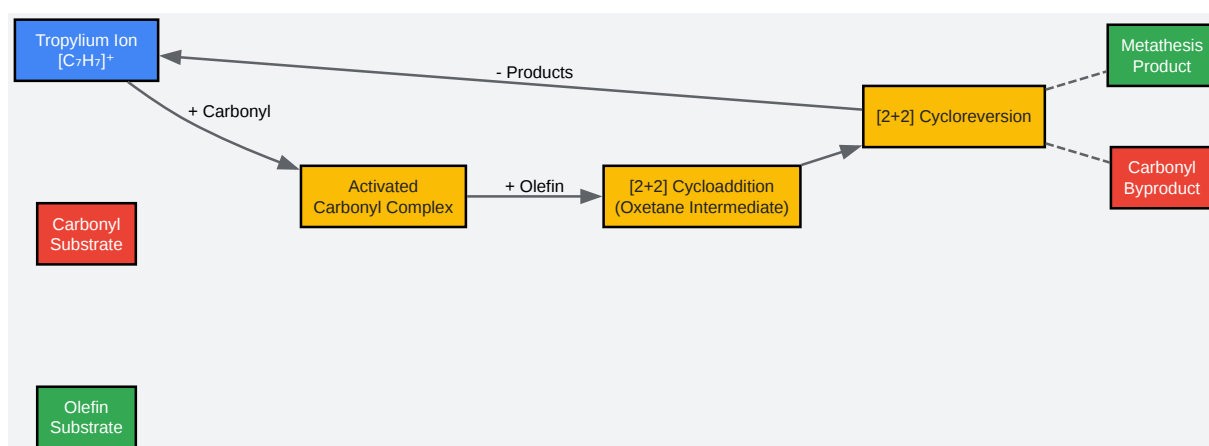 Tropylium Ion
[C₇H₇]⁺
Metathesis
Product
- Products
+ Carbonyl
[2+2] Cycloreversion
Carbonyl
Byproduct
Activated
Carbonyl Complex
+ Olefin
[2+2] Cycloaddition
(Oxetane Intermediate)
Carbonyl
Substrate
Olefin
Substrate